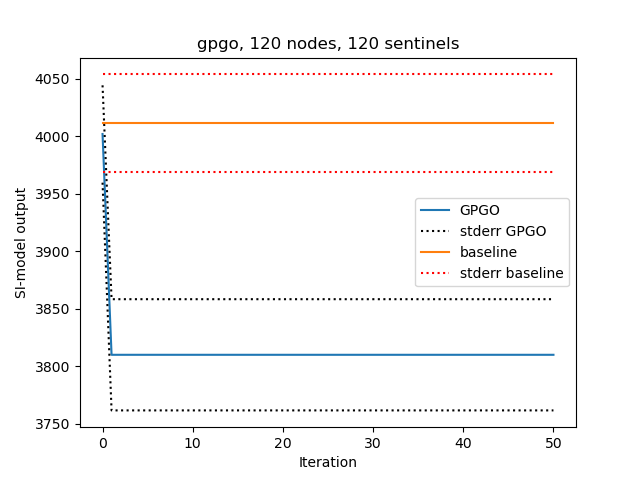 gpgo, 120 nodes, 120 sentinels
4050
4000
3950
3900
3850
3800
3750
SI-model output
GPGO
stderr GPGO
baseline
stderr baseline
0 10 20 30 40 50
Iteration